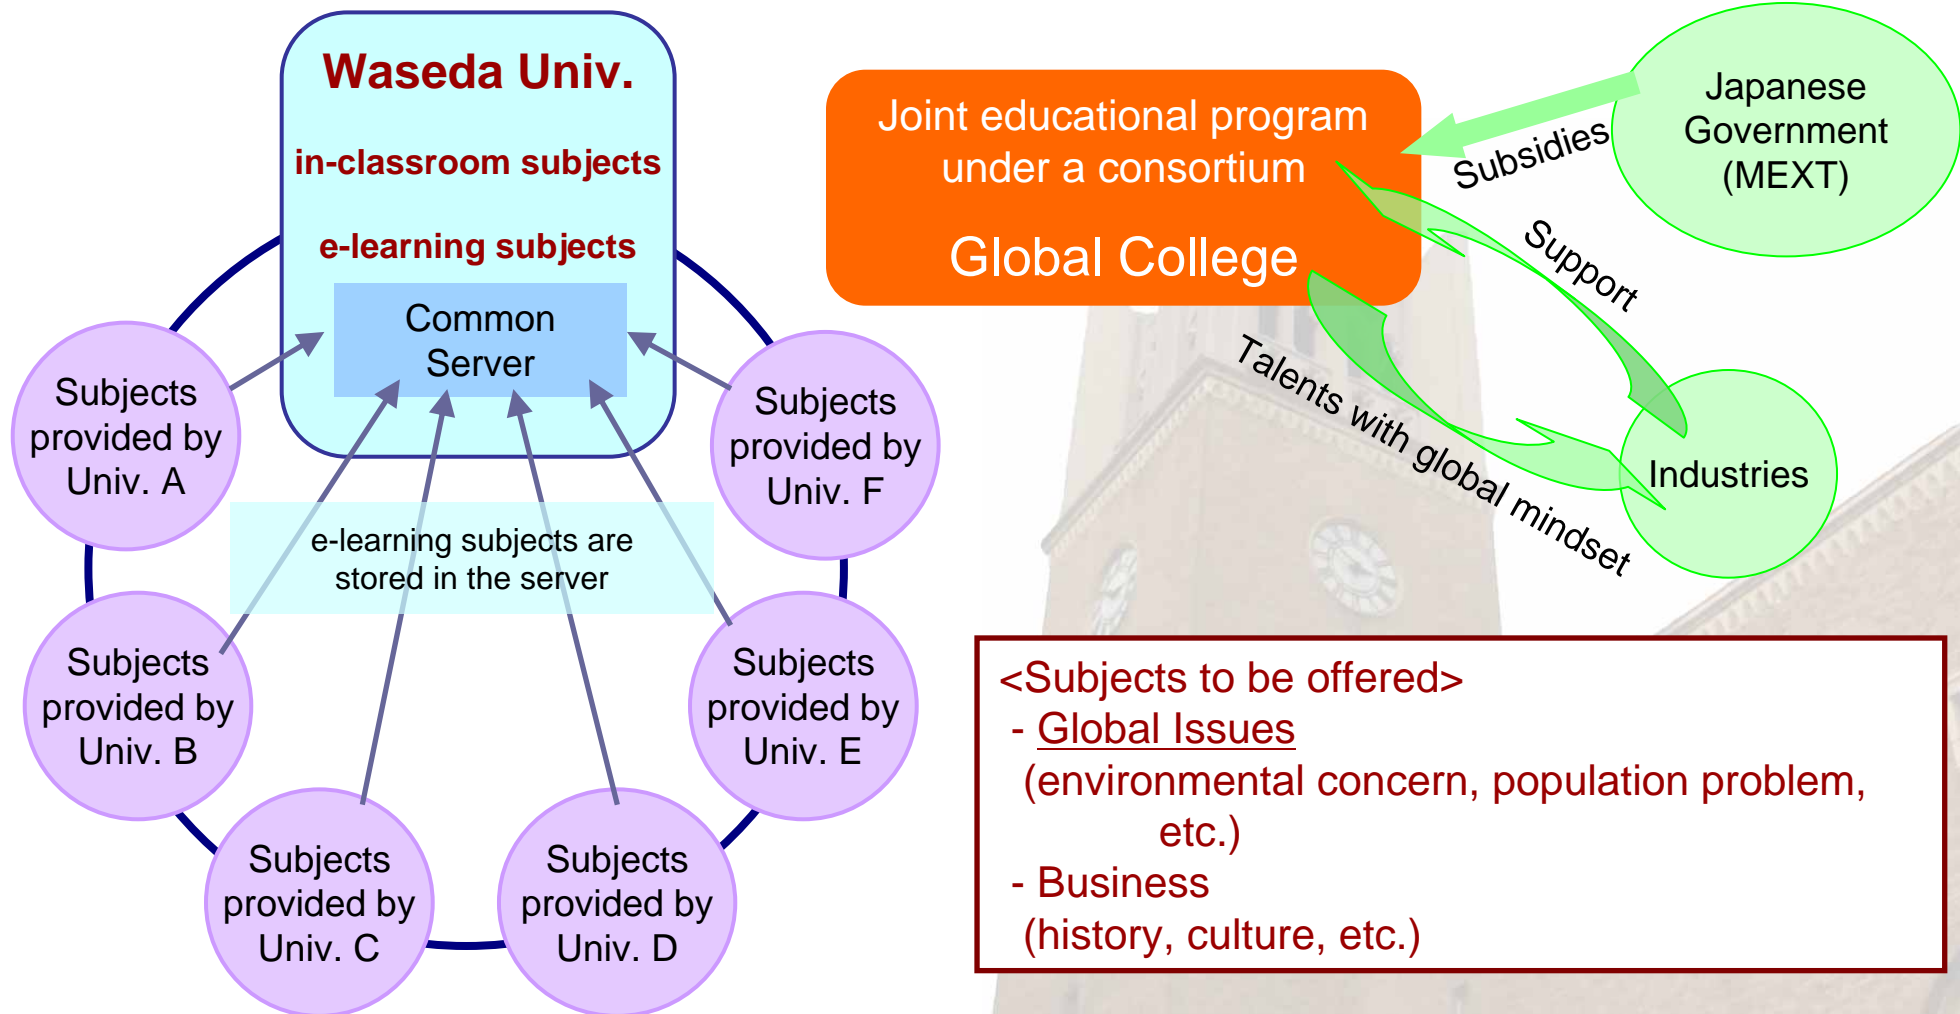 Waseda Univ.
in-classroom subjects
e-learning subjects
Common
Server
Subjects
provided by
Univ. A
Subjects
provided by
Univ. B
Subjects
provided by
Univ. C
Subjects
provided by
Univ. D
Subjects
provided by
Univ. E
Subjects
provided by
Univ. F
e-learning subjects are
stored in the server
Joint educational program
under a consortium
Global College
Japanese
Government
(MEXT)
Subsidies
Support
Talents with global mindset
Industries
<Subjects to be offered>
- Global Issues
(environmental concern, population problem,
etc.)
- Business
(history, culture, etc.)